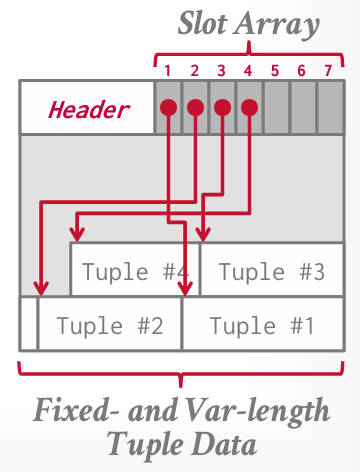 Slot Array
1 2 3 4 5 6 7
Header
Tuple #4 Tuple #3
Tuple #2 Tuple #1
Fixed- and Var-length
Tuple Data